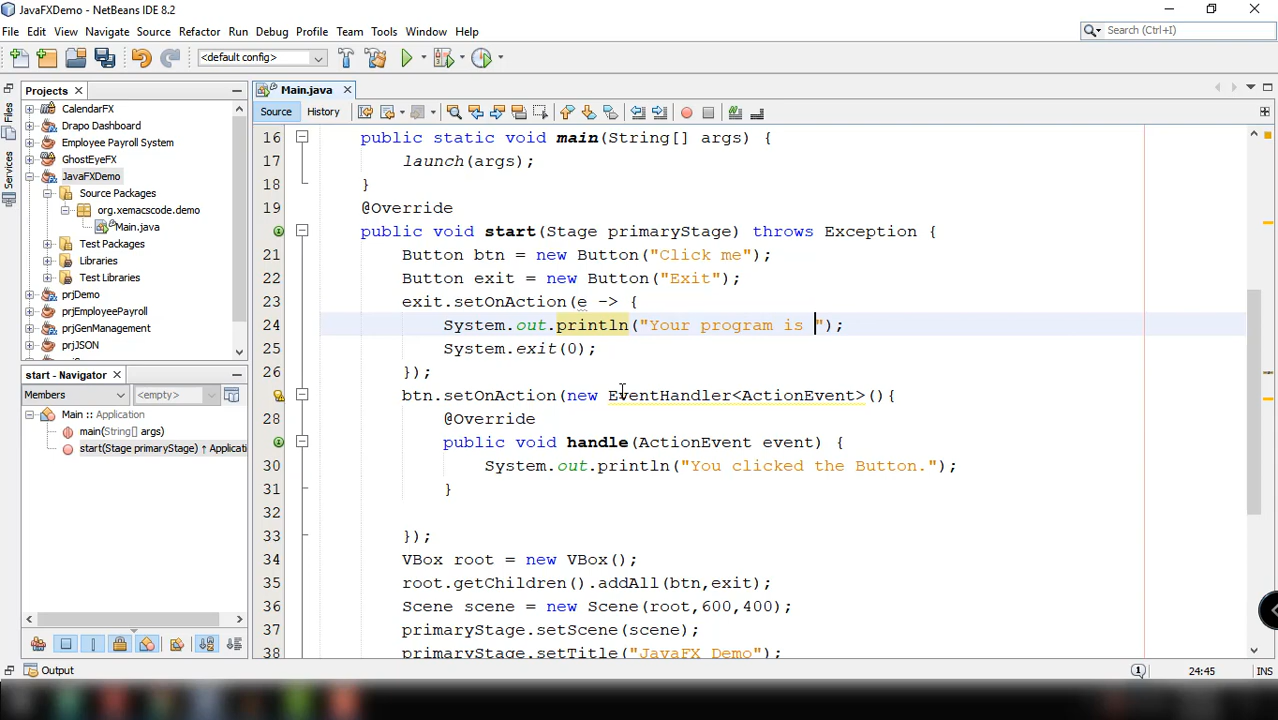 JavaFXDemo - NetBeans IDE 8.2
File Edit View Navigate Source Refactor Run Debug Profile Team Tools Window Help
Search (Ctrl+I)
<default config>
Projects
Main.java
Source History
Files
Services
CalendarFX
Drapo Dashboard
Employee Payroll System
GhostEyeFX
JavaFXDemo
Source Packages
org.xemacscode.demo
Main.java
Test Packages
Libraries
Test Libraries
prjDemo
prjEmployeePayroll
prjGenManagement
prjJSON
start - Navigator
Members <empty>
Main :: Application
main(String[] args)
start(Stage primaryStage) ↑ Applicati
16 public static void main(String[] args) {
17 launch(args);
18 }
19 @Override
public void start(Stage primaryStage) throws Exception {
21 Button btn = new Button("Click me");
22 Button exit = new Button("Exit");
23 exit.setOnAction(e -> {
24 System.out.println("Your program is ");
25 System.exit(0);
26 });
btn.setOnAction(new EventHandler<ActionEvent>(){
28 @Override
public void handle(ActionEvent event) {
30 System.out.println("You clicked the Button.");
31 }
32
33 });
34 VBox root = new VBox();
35 root.getChildren().addAll(btn,exit);
36 Scene scene = new Scene(root,600,400);
37 primaryStage.setScene(scene);
38 primaryStage.setTitle("JavaFX Demo");
Output
1
24:45
INS